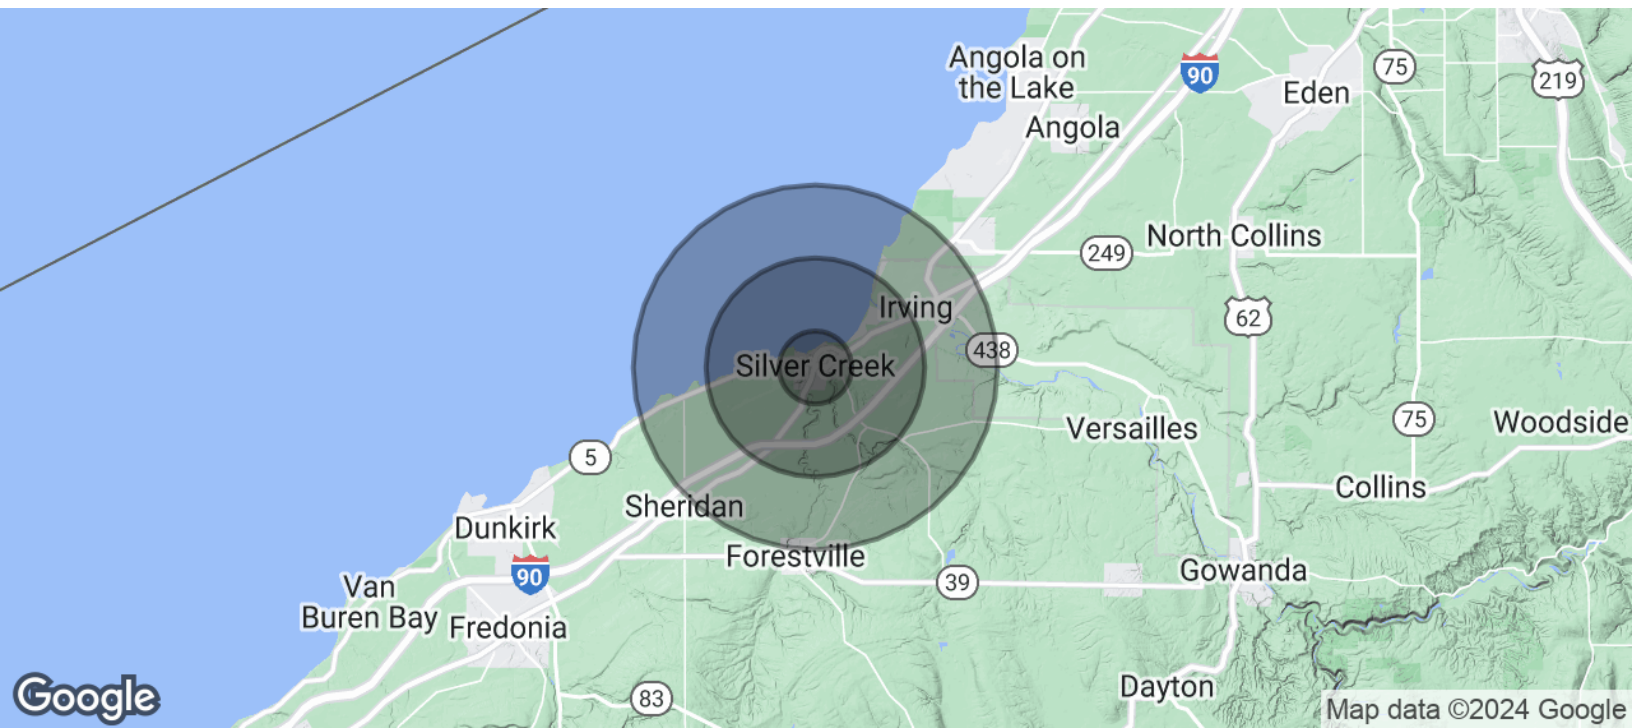 Angola on
the Lake
90
75
219
Eden
Angola
North Collins
249
Irving
62
438
Silver Creek
75
Woodside
Versailles
5
Collins
Sheridan
Dunkirk
Forestville
90
Gowanda
39
Van
Buren Bay
Fredonia
Dayton
83
Google
Map data ©2024 Google